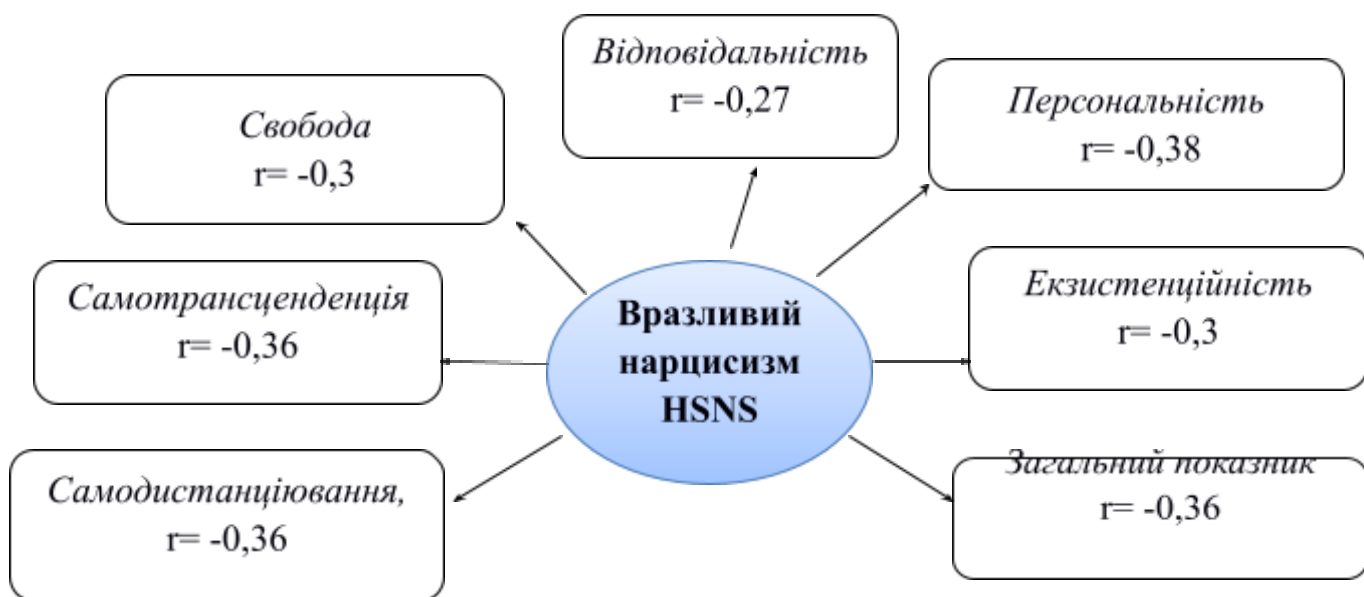 Відповідальність
r= -0,27
Свобода
r= -0,3
Персональність
r= -0,38
Самотрансценденція
r= -0,36
Вразливий
нарцисизм
HSNS
Екзистенційність
r= -0,3
Самодистанціювання,
r= -0,36
Загальний показник
r= -0,36